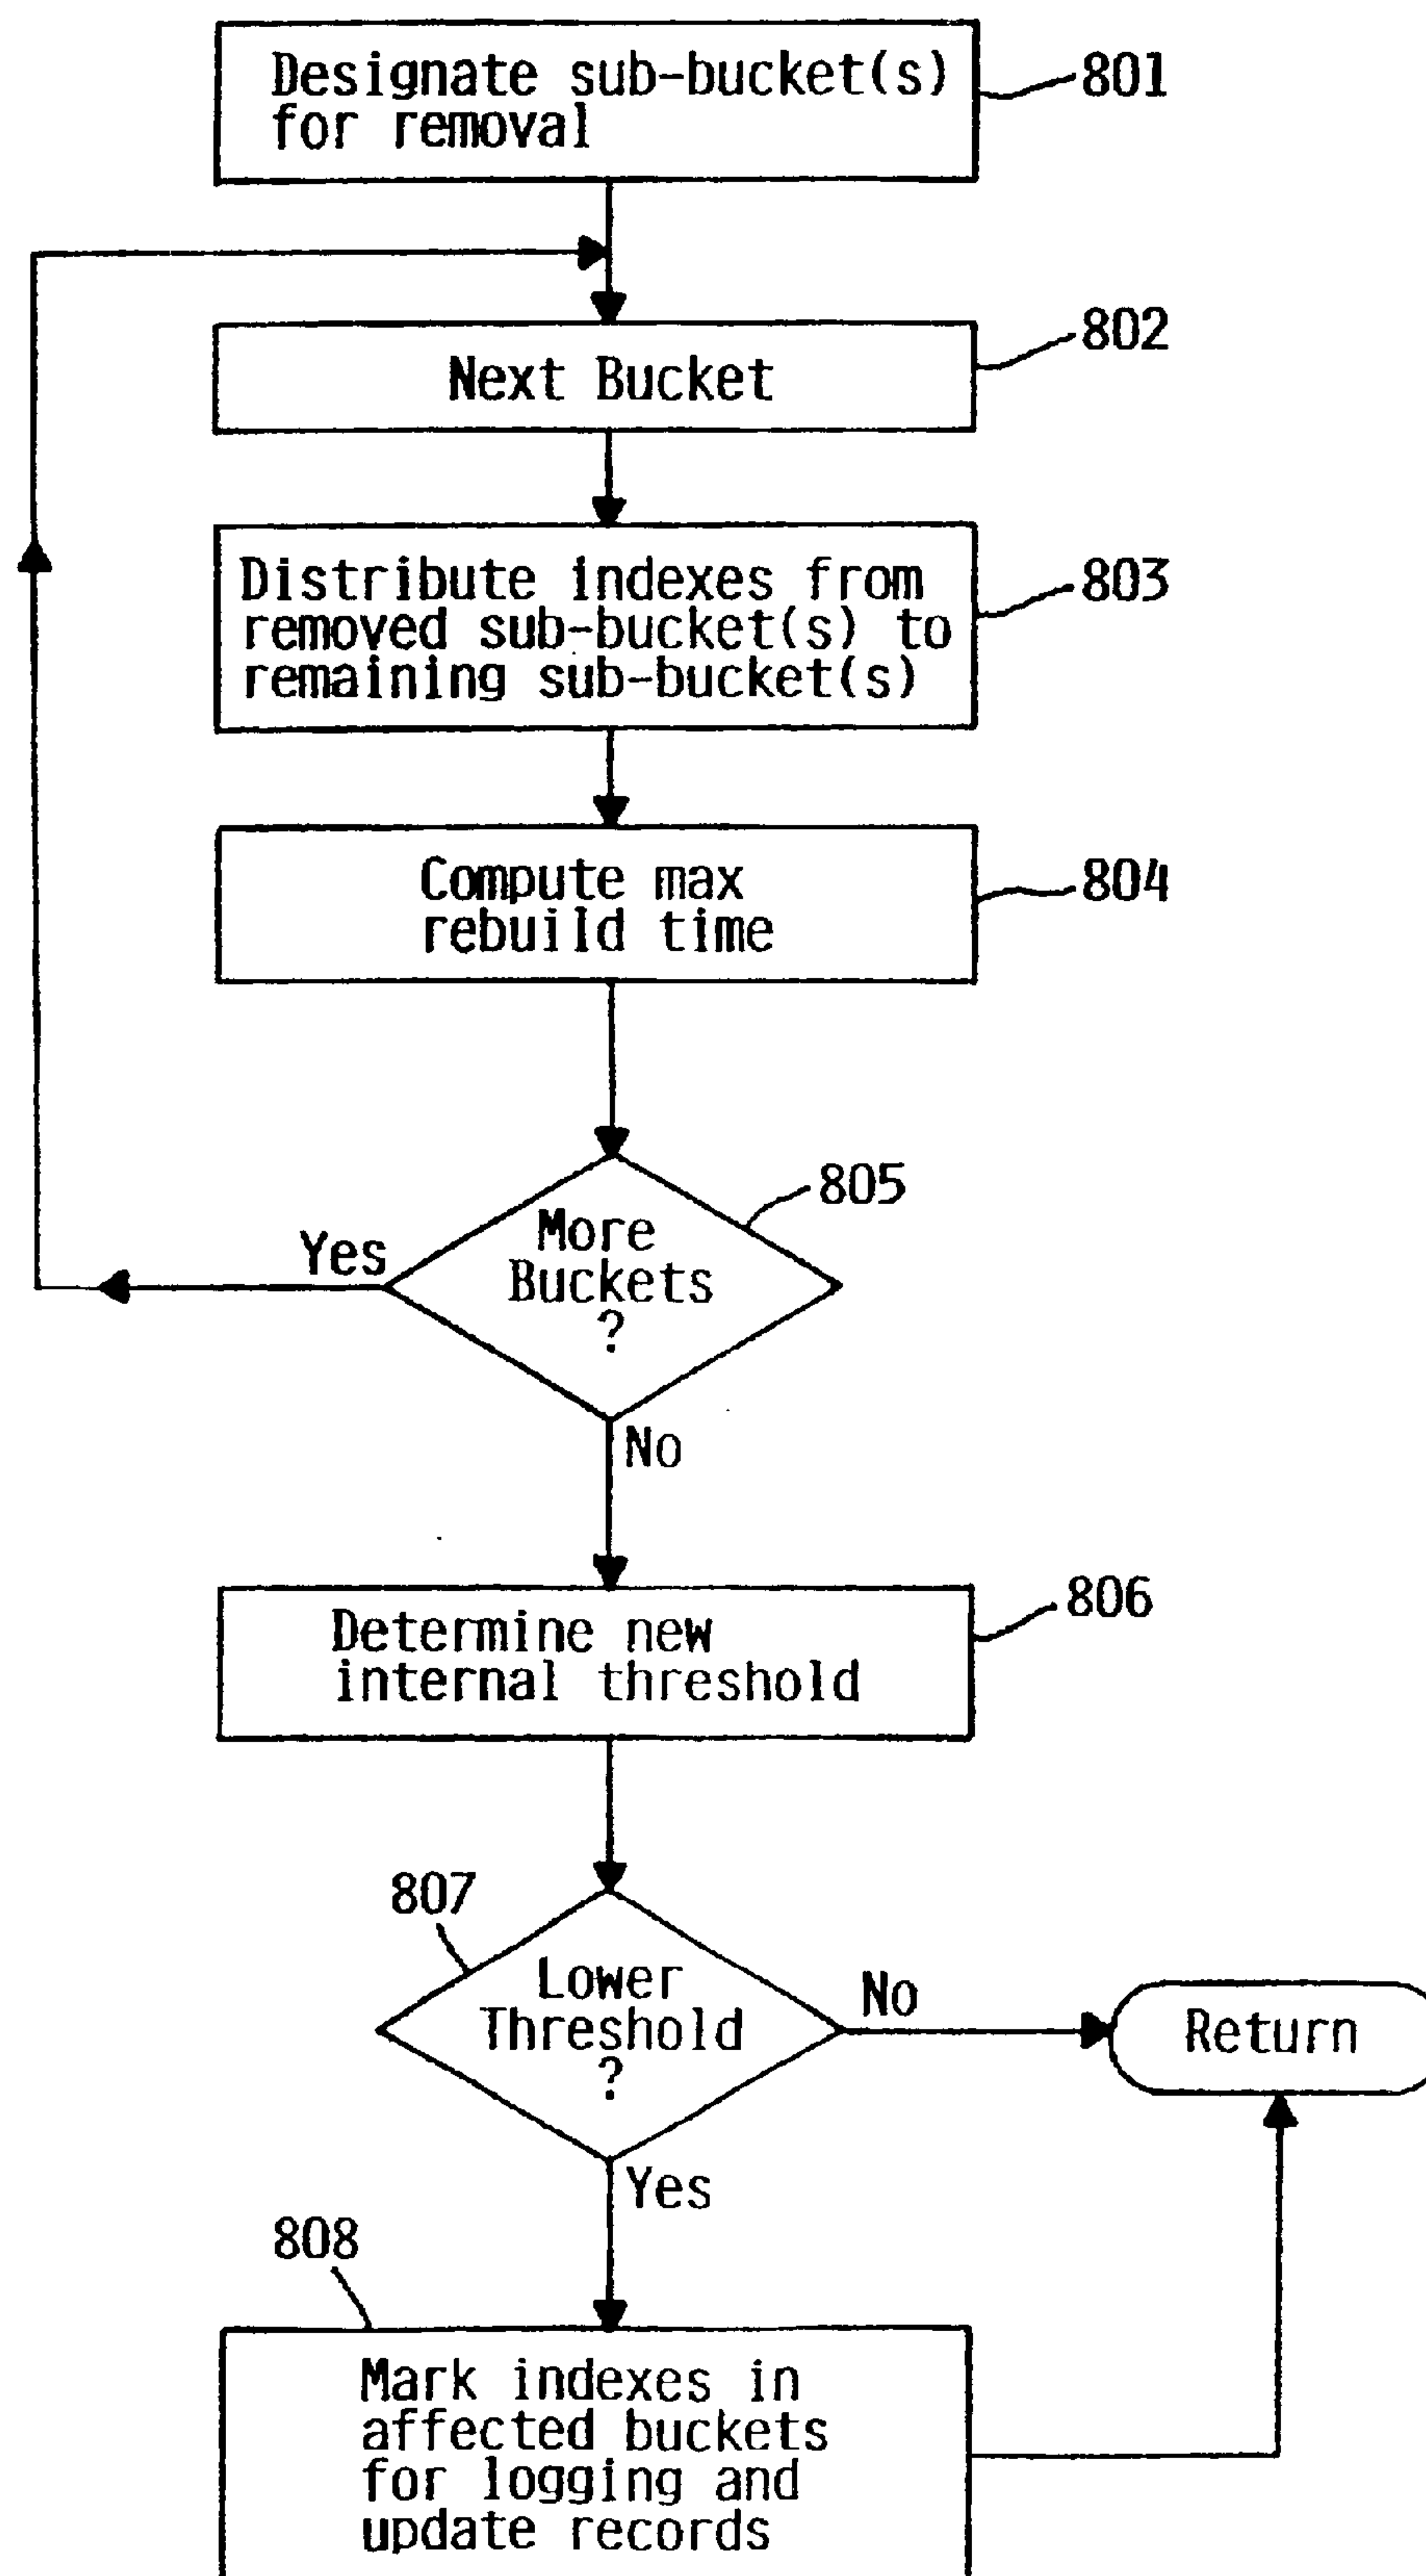 Designate sub-bucket(s)
for removal
801
802
Next Bucket
Distribute indexes from
removed sub-bucket(s) to
remaining sub-bucket(s)
803
Compute max
rebuild time
804
805
More
Buckets
?
Yes
No
806
Determine new
internal threshold
807
Lower
Threshold
?
No
Return
Yes
808
Mark indexes in
affected buckets
for logging and
update records